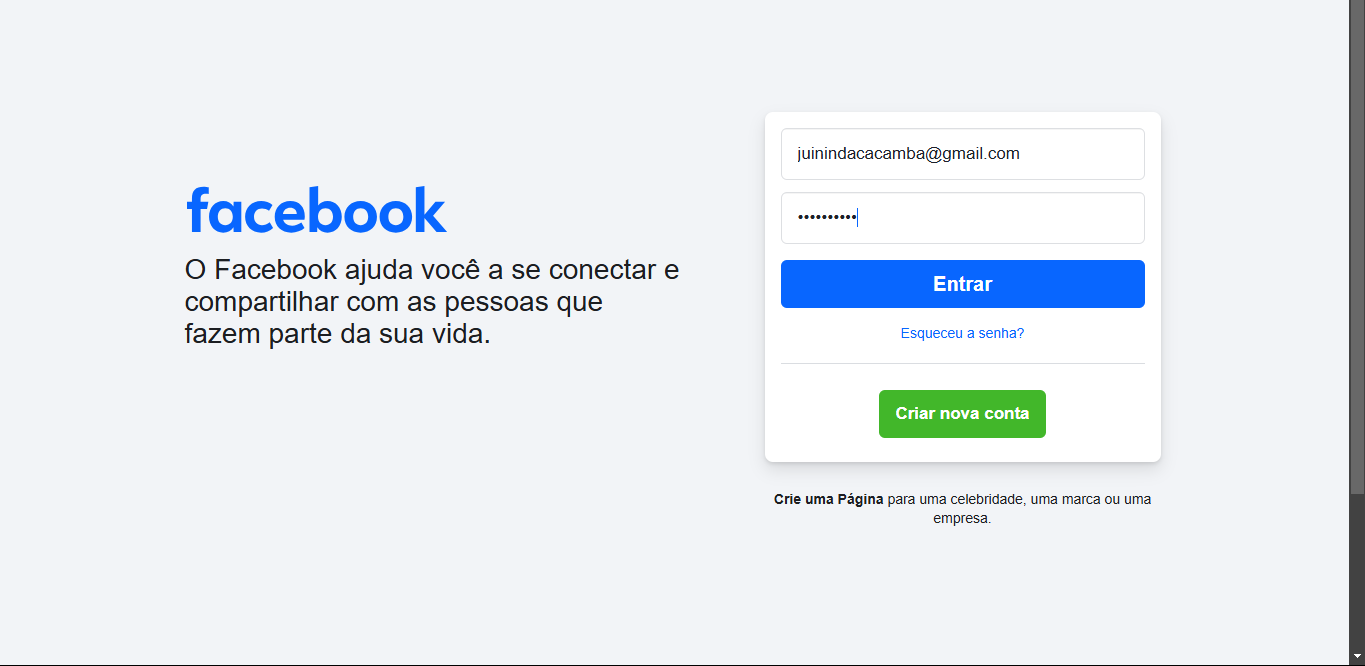 facebook
O Facebook ajuda você a se conectar e
compartilhar com as pessoas que
fazem parte da sua vida.
juinindacacamba@gmail.com
••••••••••
Entrar
Esqueceu a senha?
Criar nova conta
Crie uma Página para uma celebridade, uma marca ou uma
empresa.